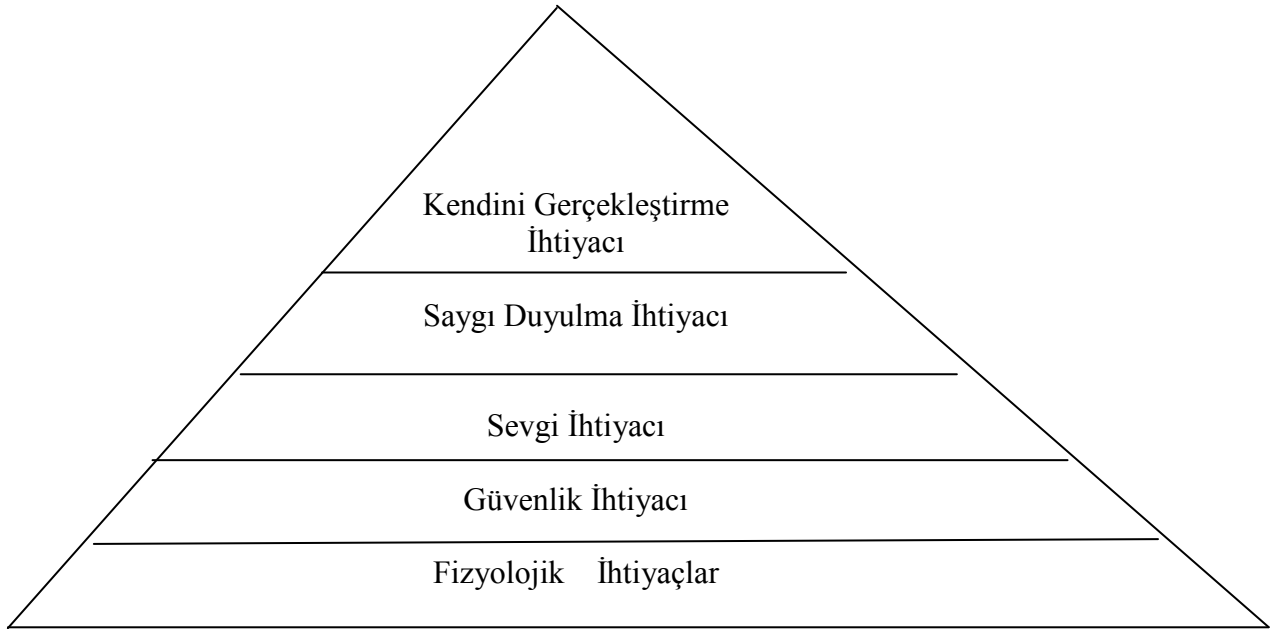 Kendini Gerçekleştirme
İhtiyacı
Saygı Duyulma İhtiyacı
Sevgi İhtiyacı
Güvenlik İhtiyacı
Fizyolojik İhtiyaçlar